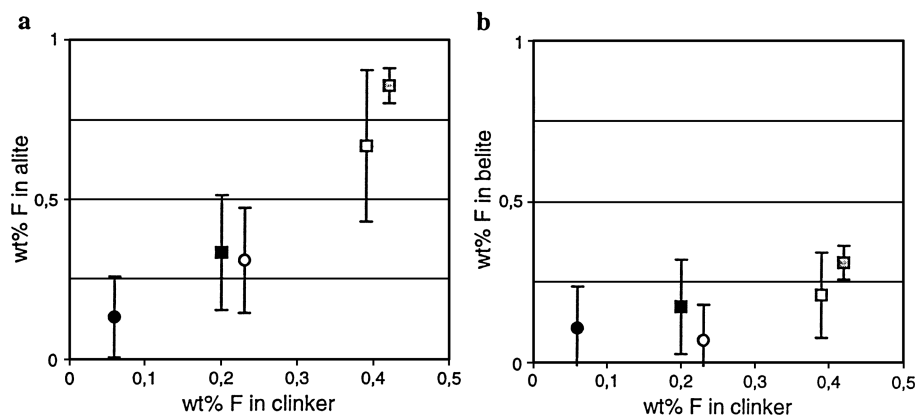 a
1
0,5
0
wt% F in alite
0 0,1 0,2 0,3 0,4 0,5
wt% F in clinker
b
1
0,5
0
wt% F in belite
0 0,1 0,2 0,3 0,4 0,5
wt% F in clinker